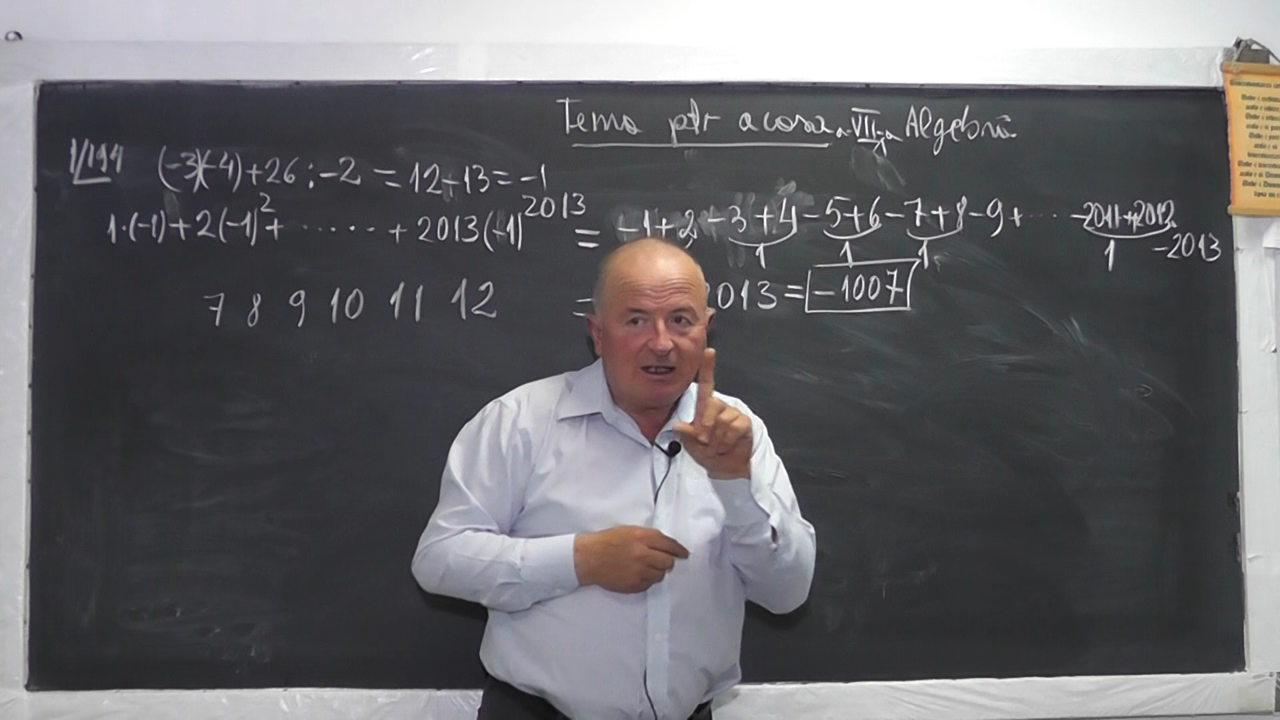 Tema ptr acasa a VII-a Algebră
1/194 (-3)(-4)+26:-2 = 12-13=-1
1·(-1)+2(-1)²+ ...... + 2013(-1)²⁰¹³ = -1+2-3+4-5+6-7+8-9+ ··· -2011+2012
1 1 1 1 -2013
7 8 9 10 11 12 = 013 = -1007